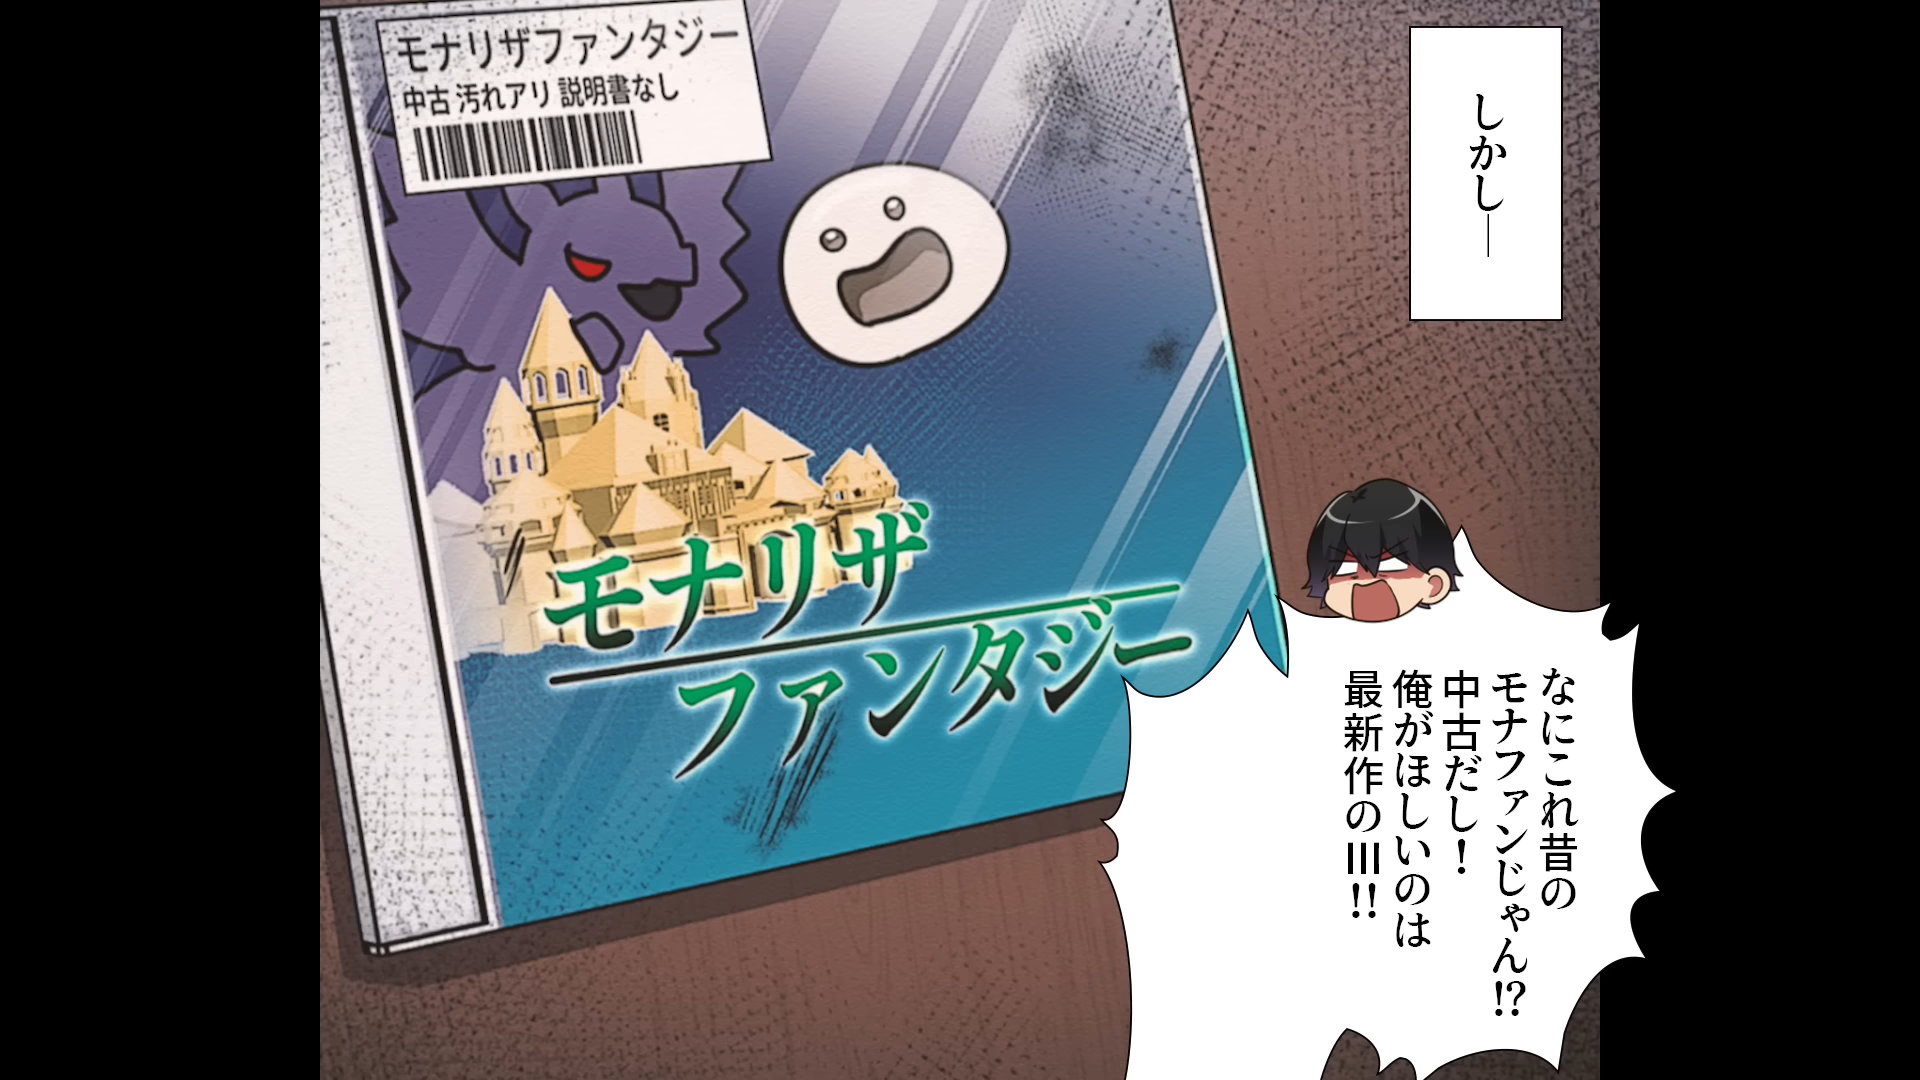 しかし―
モナリザファンタジー
中古 汚れアリ 説明書なし
モナリザ
ファンタジー
なにこれ昔の
モナファンじゃん!?
中古だし!
俺がほしいのは
最新作のIII!!